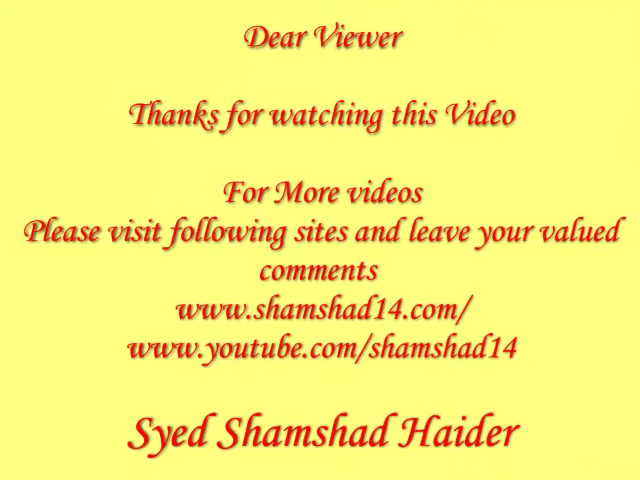 Dear Viewer
Thanks for watching this Video
For More videos
Please visit following sites and leave your valued
comments
www.shamshad14.com/
www.youtube.com/shamshad14
Syed Shamshad Haider